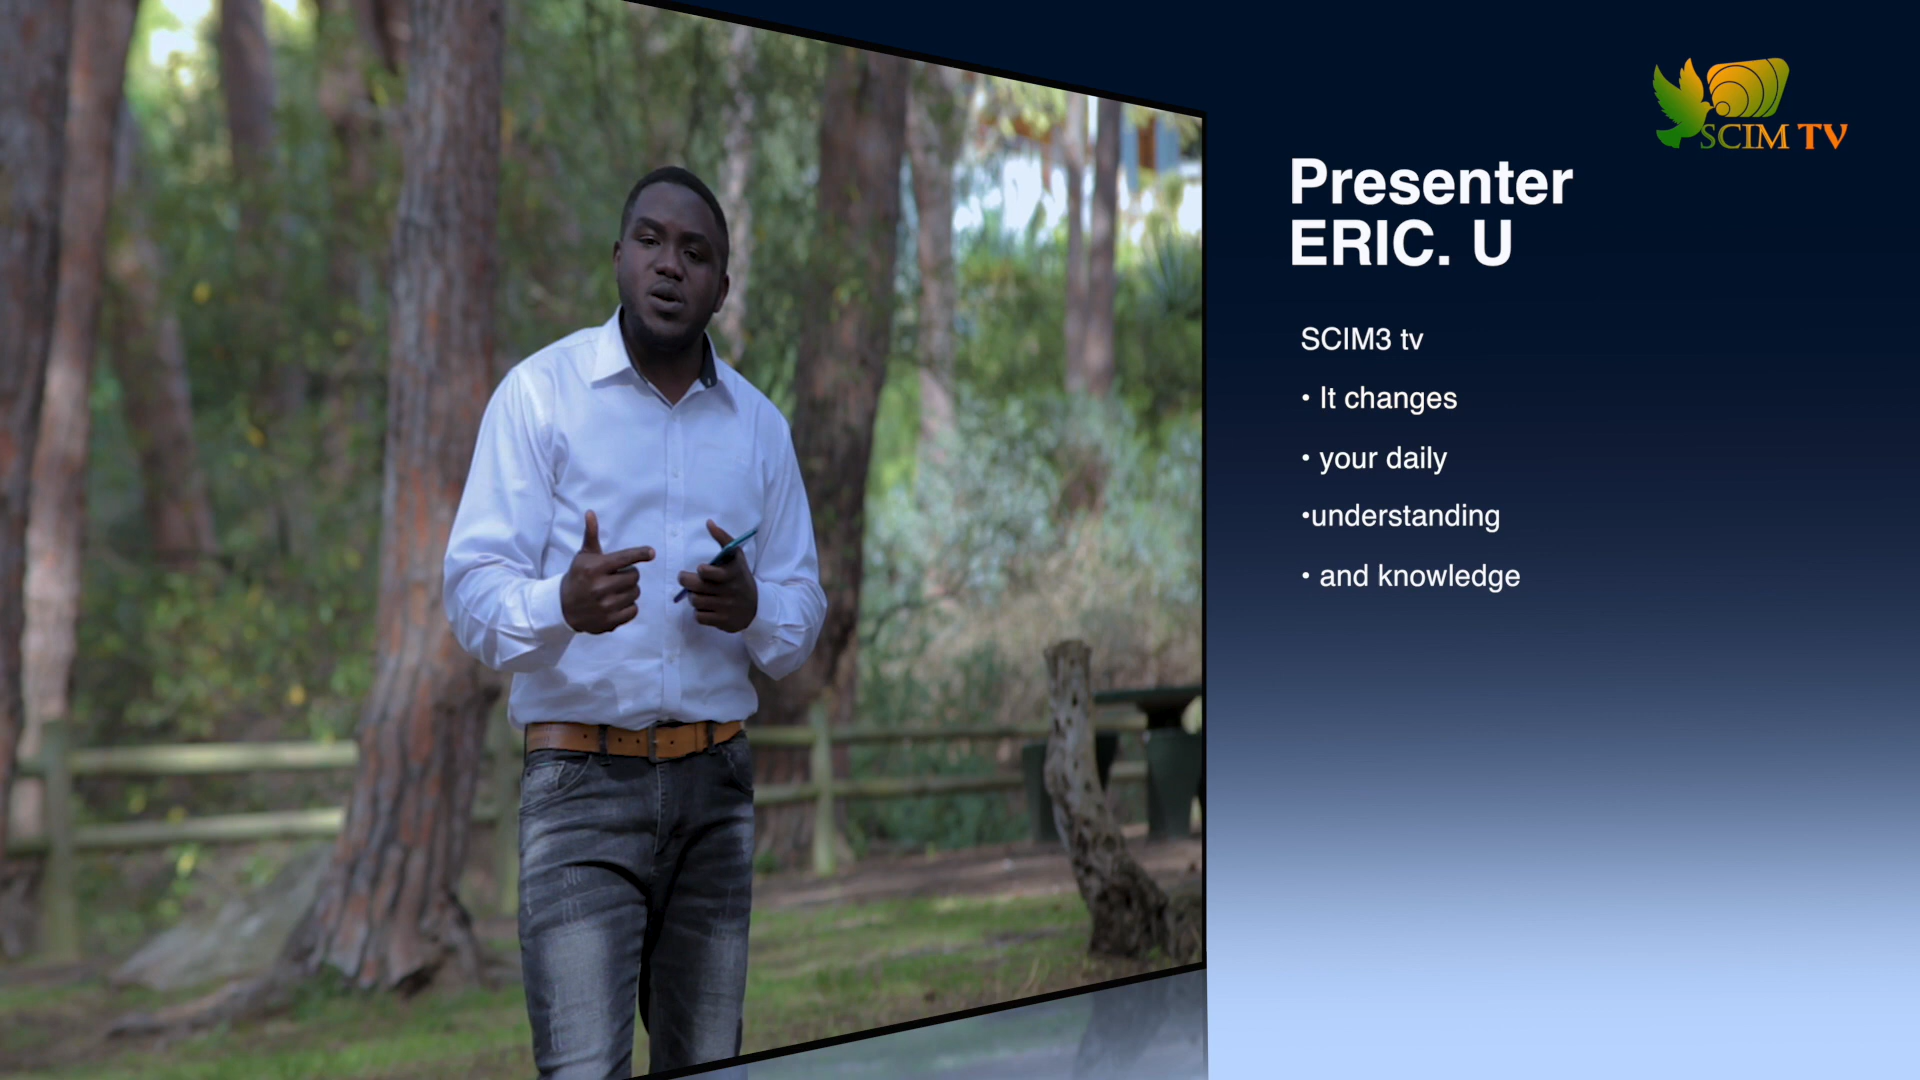 SCIM TV
Presenter
ERIC. U
SCIM3 tv
• It changes
• your daily
•understanding
• and knowledge